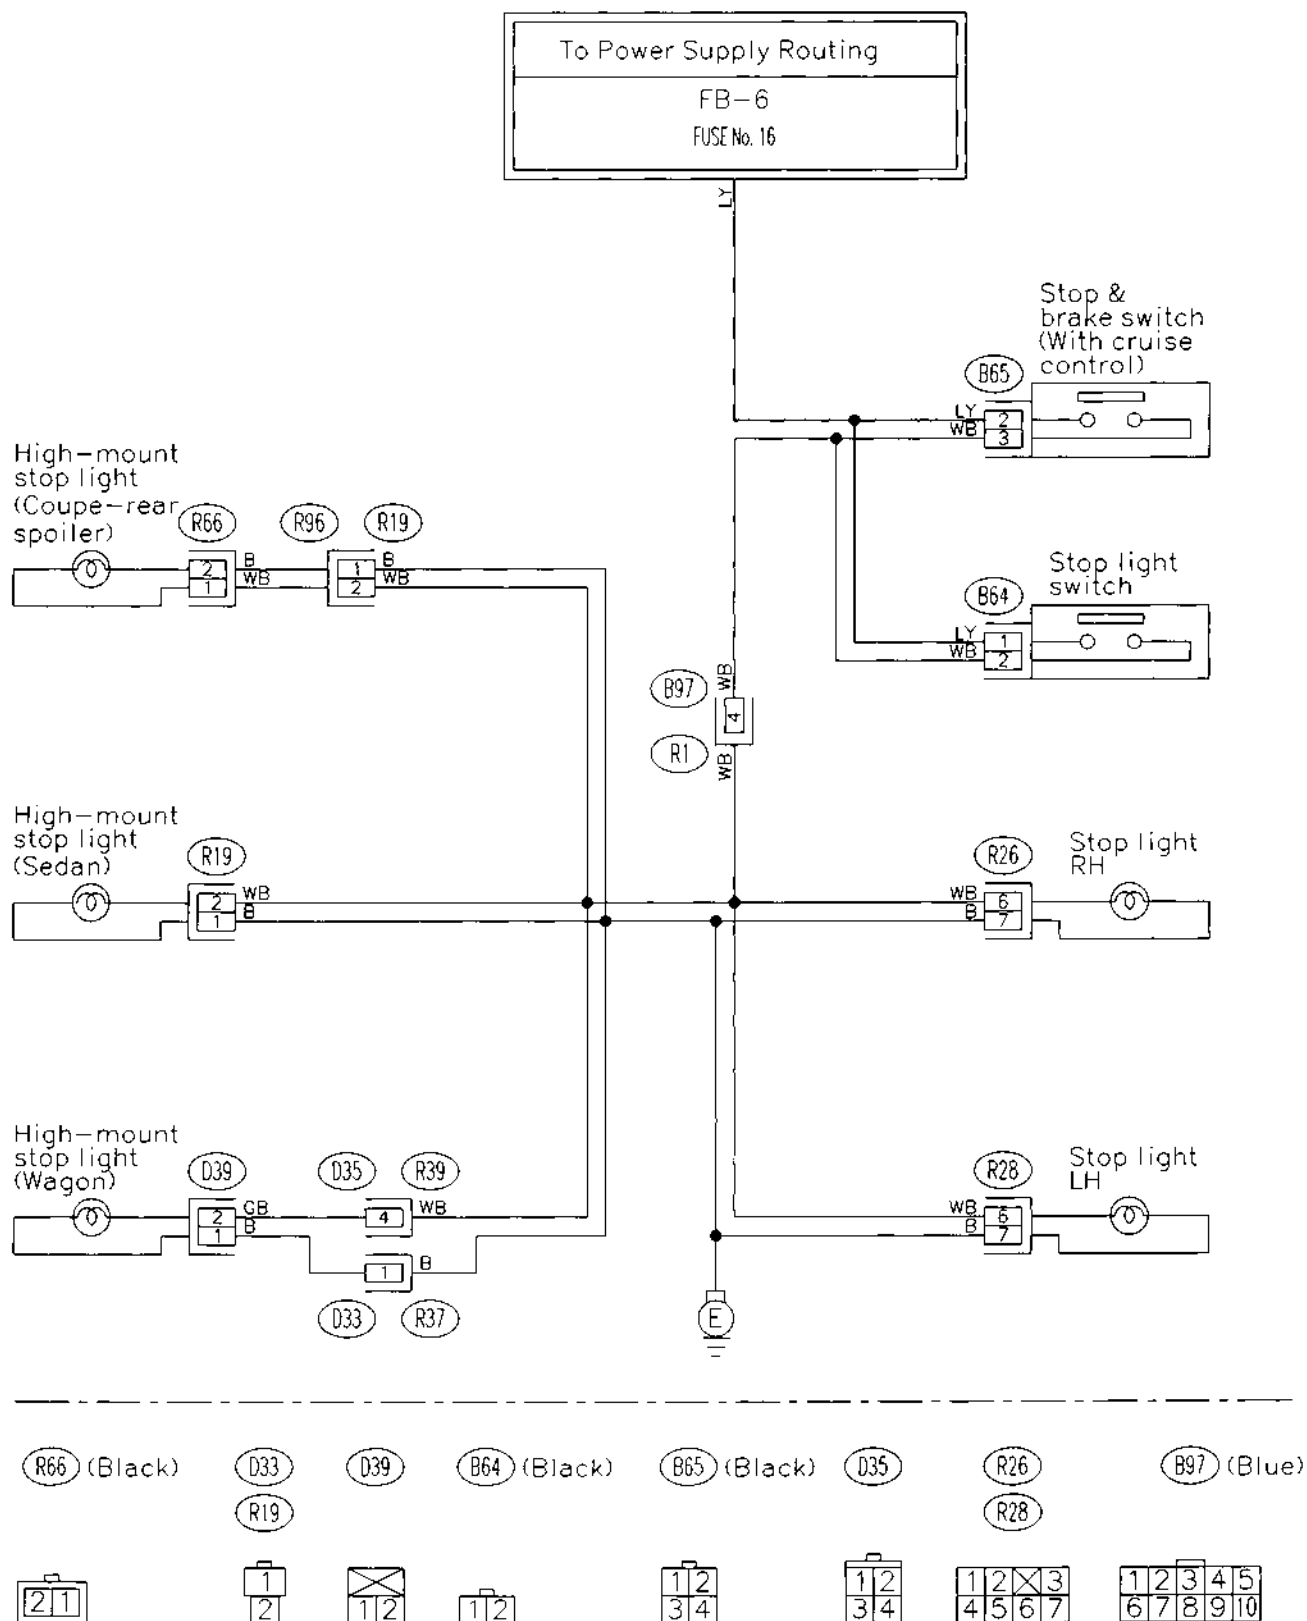 To Power Supply Routing
FB-6
FUSE No. 16
LY
Stop &
brake switch
(With cruise
control)
B65
LY
WB
2
3
High-mount
stop light
(Coupe-rear
spoiler)
R66
R96
R19
2
1
B
WB
1
2
B
WB
Stop light
switch
B64
LY
WB
1
2
WB
B97
4
R1
WB
High-mount
stop light
(Sedan)
R19
2
1
WB
B
Stop light
RH
R26
WB
B
6
7
High-mount
stop light
(Wagon)
D39
D35
R39
2
1
GB
B
4
WB
1
B
D33
R37
Stop light
LH
R28
WB
B
6
7
E
R66 (Black)
D33
D39
B64 (Black)
B65 (Black)
D35
R26
B97 (Blue)
R19
R28
2 1
1
2
1 2
1 2
1 2
3 4
1 2
3 4
1 2 3
4 5 6 7
1 2 3 4 5
6 7 8 9 10